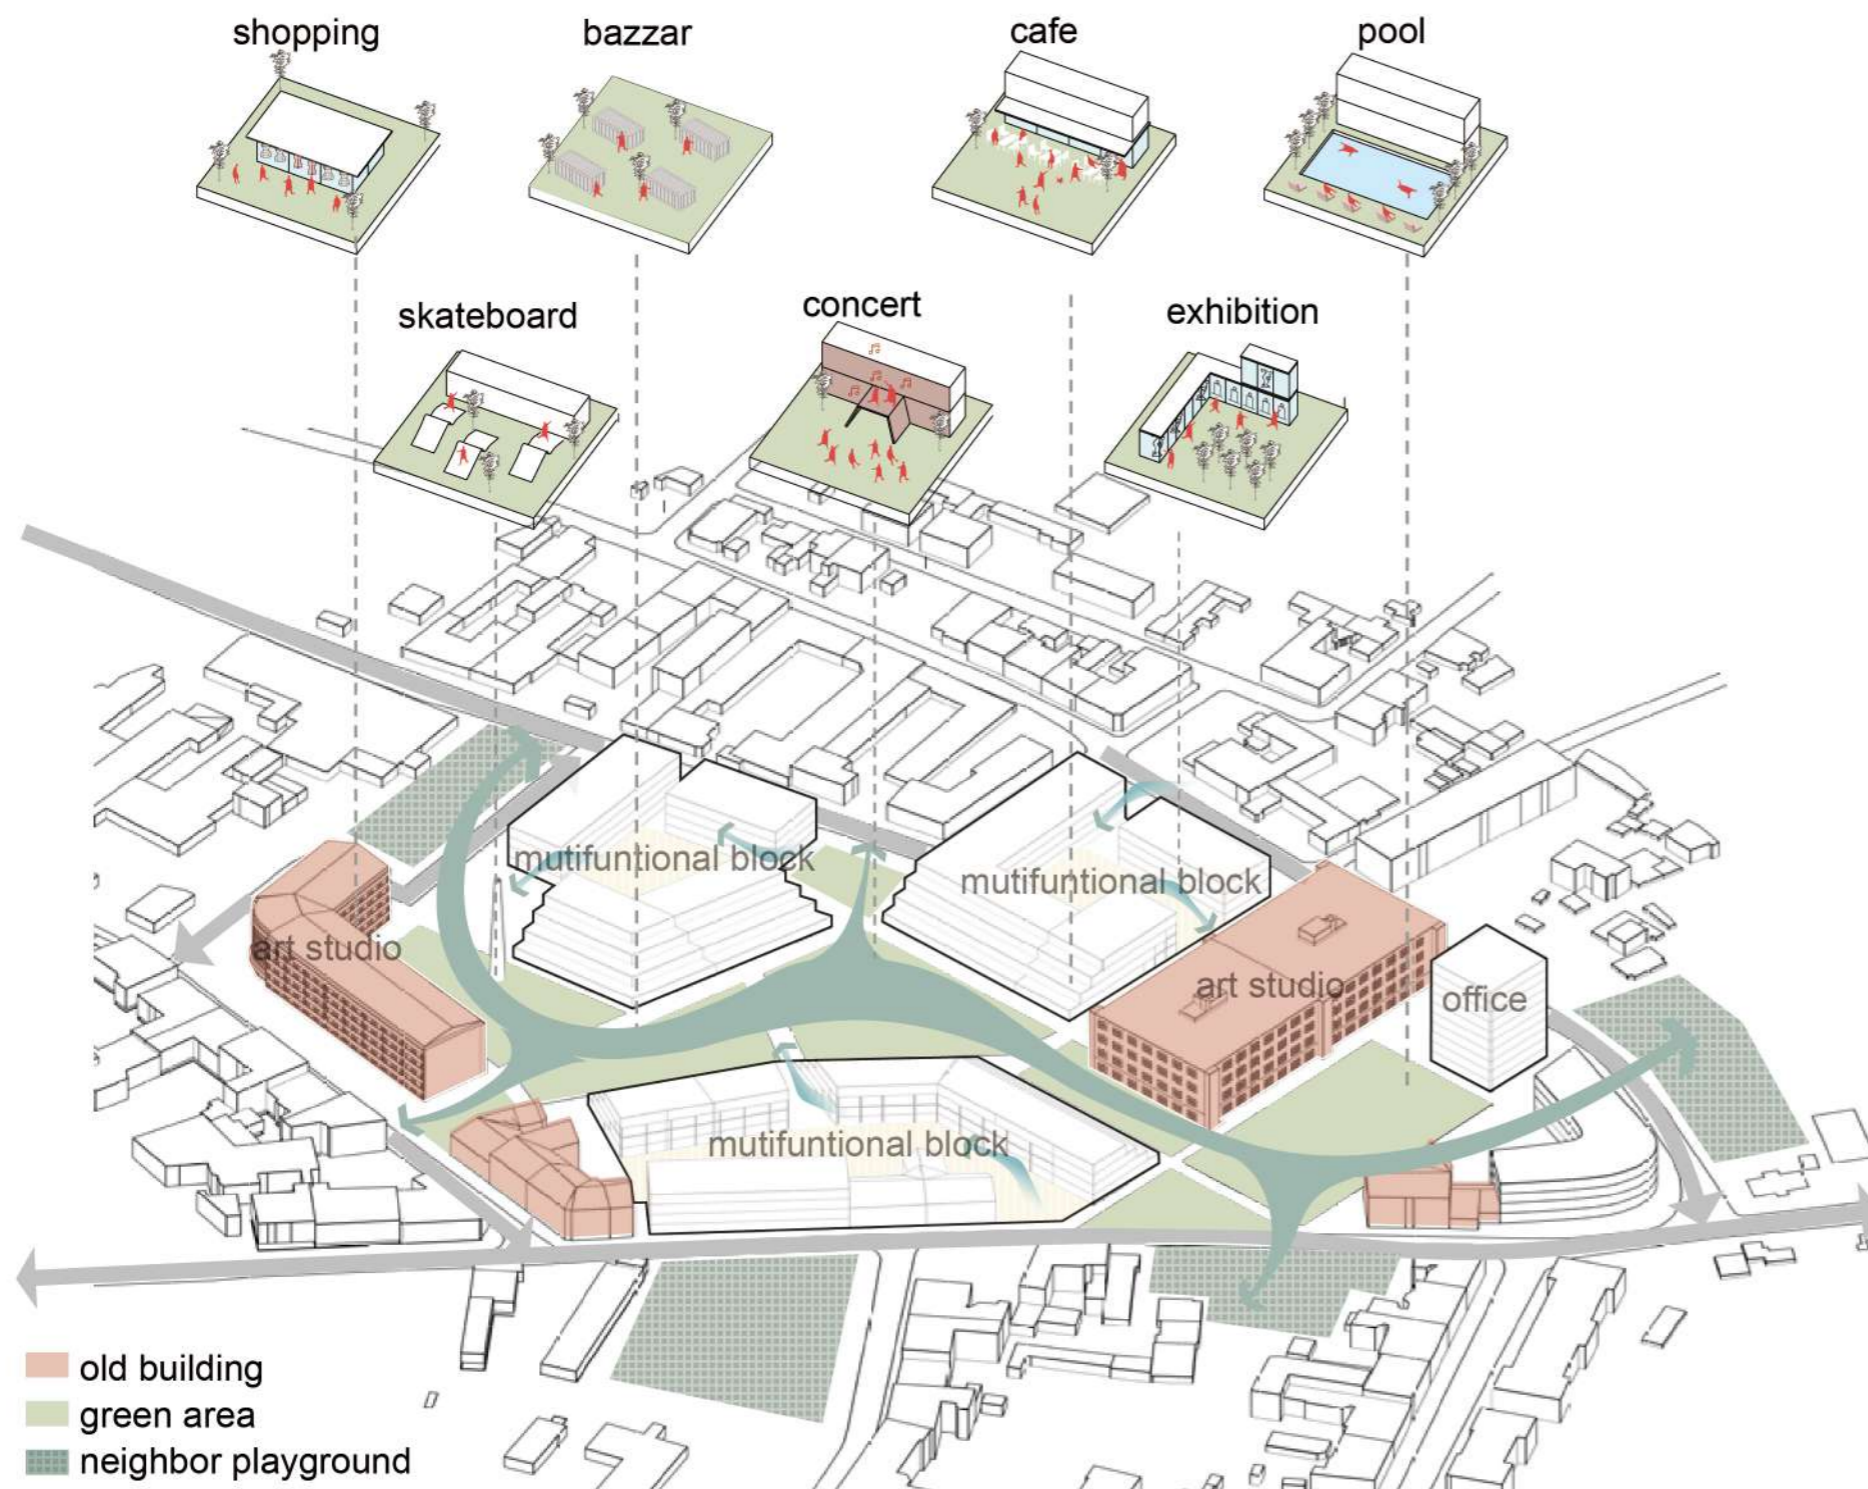 shopping
bazzar
cafe
pool
skateboard
concert
exhibition
mutifuntional block
mutifuntional block
art studio
art studio
office
mutifuntional block
old building
green area
neighbor playground